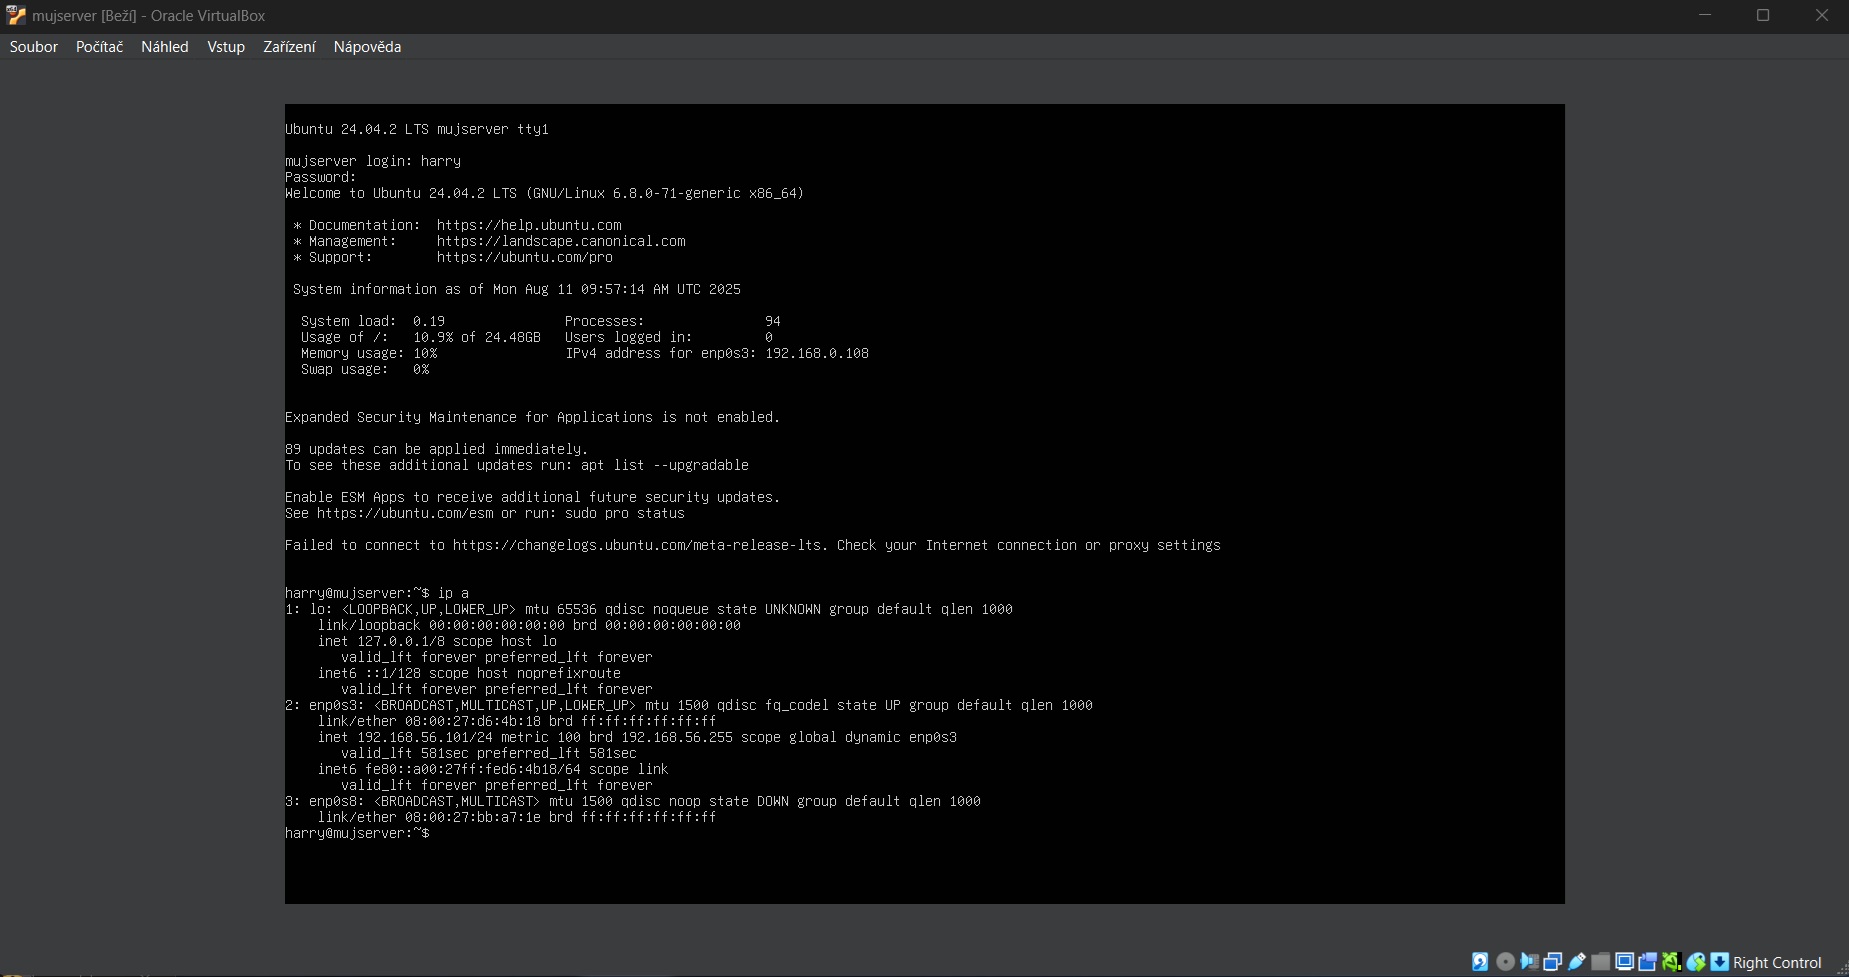 mujserver [Beží] - Oracle VirtualBox
Soubor Počítač Náhled Vstup Zařízení Nápověda
Ubuntu 24.04.2 LTS mujserver tty1
mujserver login: harry
Password:
Welcome to Ubuntu 24.04.2 LTS (GNU/Linux 6.8.0-71-generic x86_64)
* Documentation: https://help.ubuntu.com
* Management: https://landscape.canonical.com
* Support: https://ubuntu.com/pro
System information as of Mon Aug 11 09:57:14 AM UTC 2025
System load: 0.19 Processes: 94
Usage of /: 10.9% of 24.48GB Users logged in: 0
Memory usage: 10% IPv4 address for enp0s3: 192.168.0.108
Swap usage: 0%
Expanded Security Maintenance for Applications is not enabled.
89 updates can be applied immediately.
To see these additional updates run: apt list --upgradable
Enable ESM Apps to receive additional future security updates.
See https://ubuntu.com/esm or run: sudo pro status
Failed to connect to https://changelogs.ubuntu.com/meta-release-lts. Check your Internet connection or proxy settings
harry@mujserver:~$ ip a
1: lo: <LOOPBACK,UP,LOWER_UP> mtu 65536 qdisc noqueue state UNKNOWN group default qlen 1000
link/loopback 00:00:00:00:00:00 brd 00:00:00:00:00:00
inet 127.0.0.1/8 scope host lo
valid_lft forever preferred_lft forever
inet6 ::1/128 scope host noprefixroute
valid_lft forever preferred_lft forever
2: enp0s3: <BROADCAST,MULTICAST,UP,LOWER_UP> mtu 1500 qdisc fq_codel state UP group default qlen 1000
link/ether 08:00:27:d6:4b:18 brd ff:ff:ff:ff:ff:ff
inet 192.168.56.101/24 metric 100 brd 192.168.56.255 scope global dynamic enp0s3
valid_lft 581sec preferred_lft 581sec
inet6 fe80::a00:27ff:fed6:4b18/64 scope link
valid_lft forever preferred_lft forever
3: enp0s8: <BROADCAST,MULTICAST> mtu 1500 qdisc noop state DOWN group default qlen 1000
link/ether 08:00:27:bb:a7:1e brd ff:ff:ff:ff:ff:ff
harry@mujserver:~$
Right Control